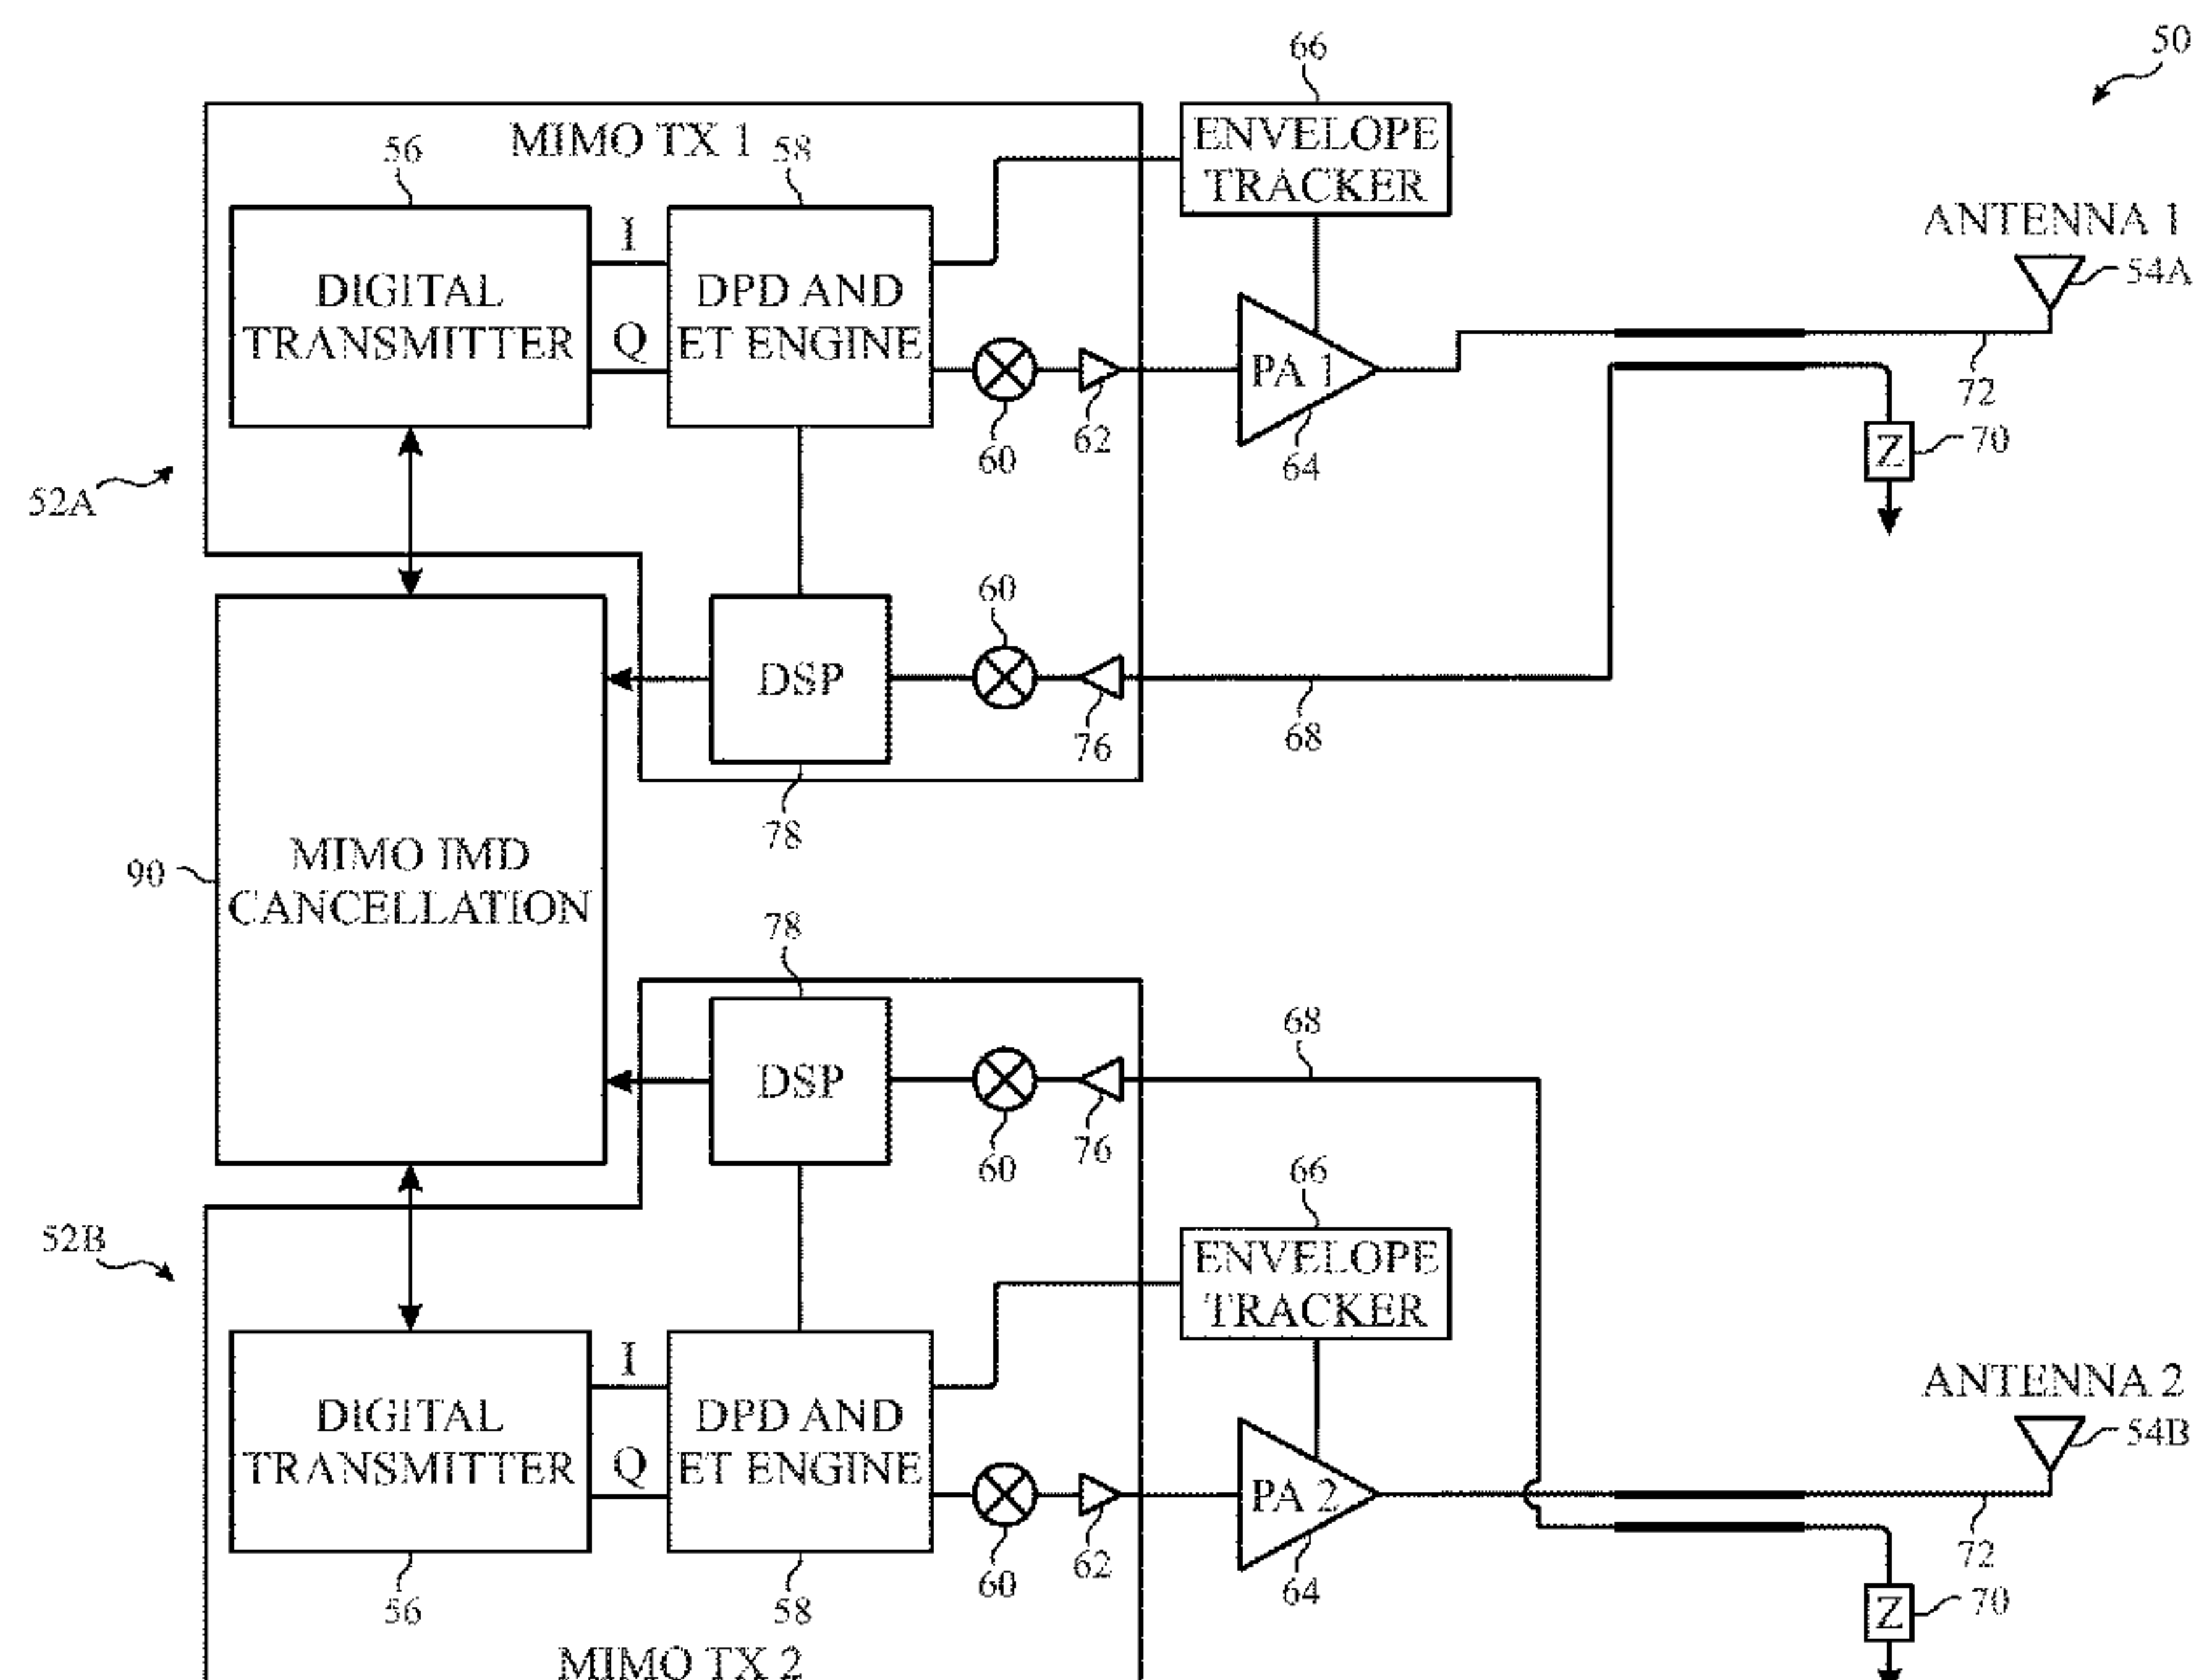 50
66
MIMO TX 1
56
58
ENVELOPE
TRACKER
ANTENNA 1
54A
I
DIGITAL
TRANSMITTER
Q
DPD AND
ET ENGINE
PA 1
72
60
62
64
Z
70
52A
60
DSP
76
68
78
90
MIMO IMD
CANCELLATION
78
68
DSP
60
76
66
52B
ENVELOPE
TRACKER
ANTENNA 2
54B
I
DIGITAL
TRANSMITTER
Q
DPD AND
ET ENGINE
PA 2
72
60
62
64
Z
70
56
58
MIMO TX 2